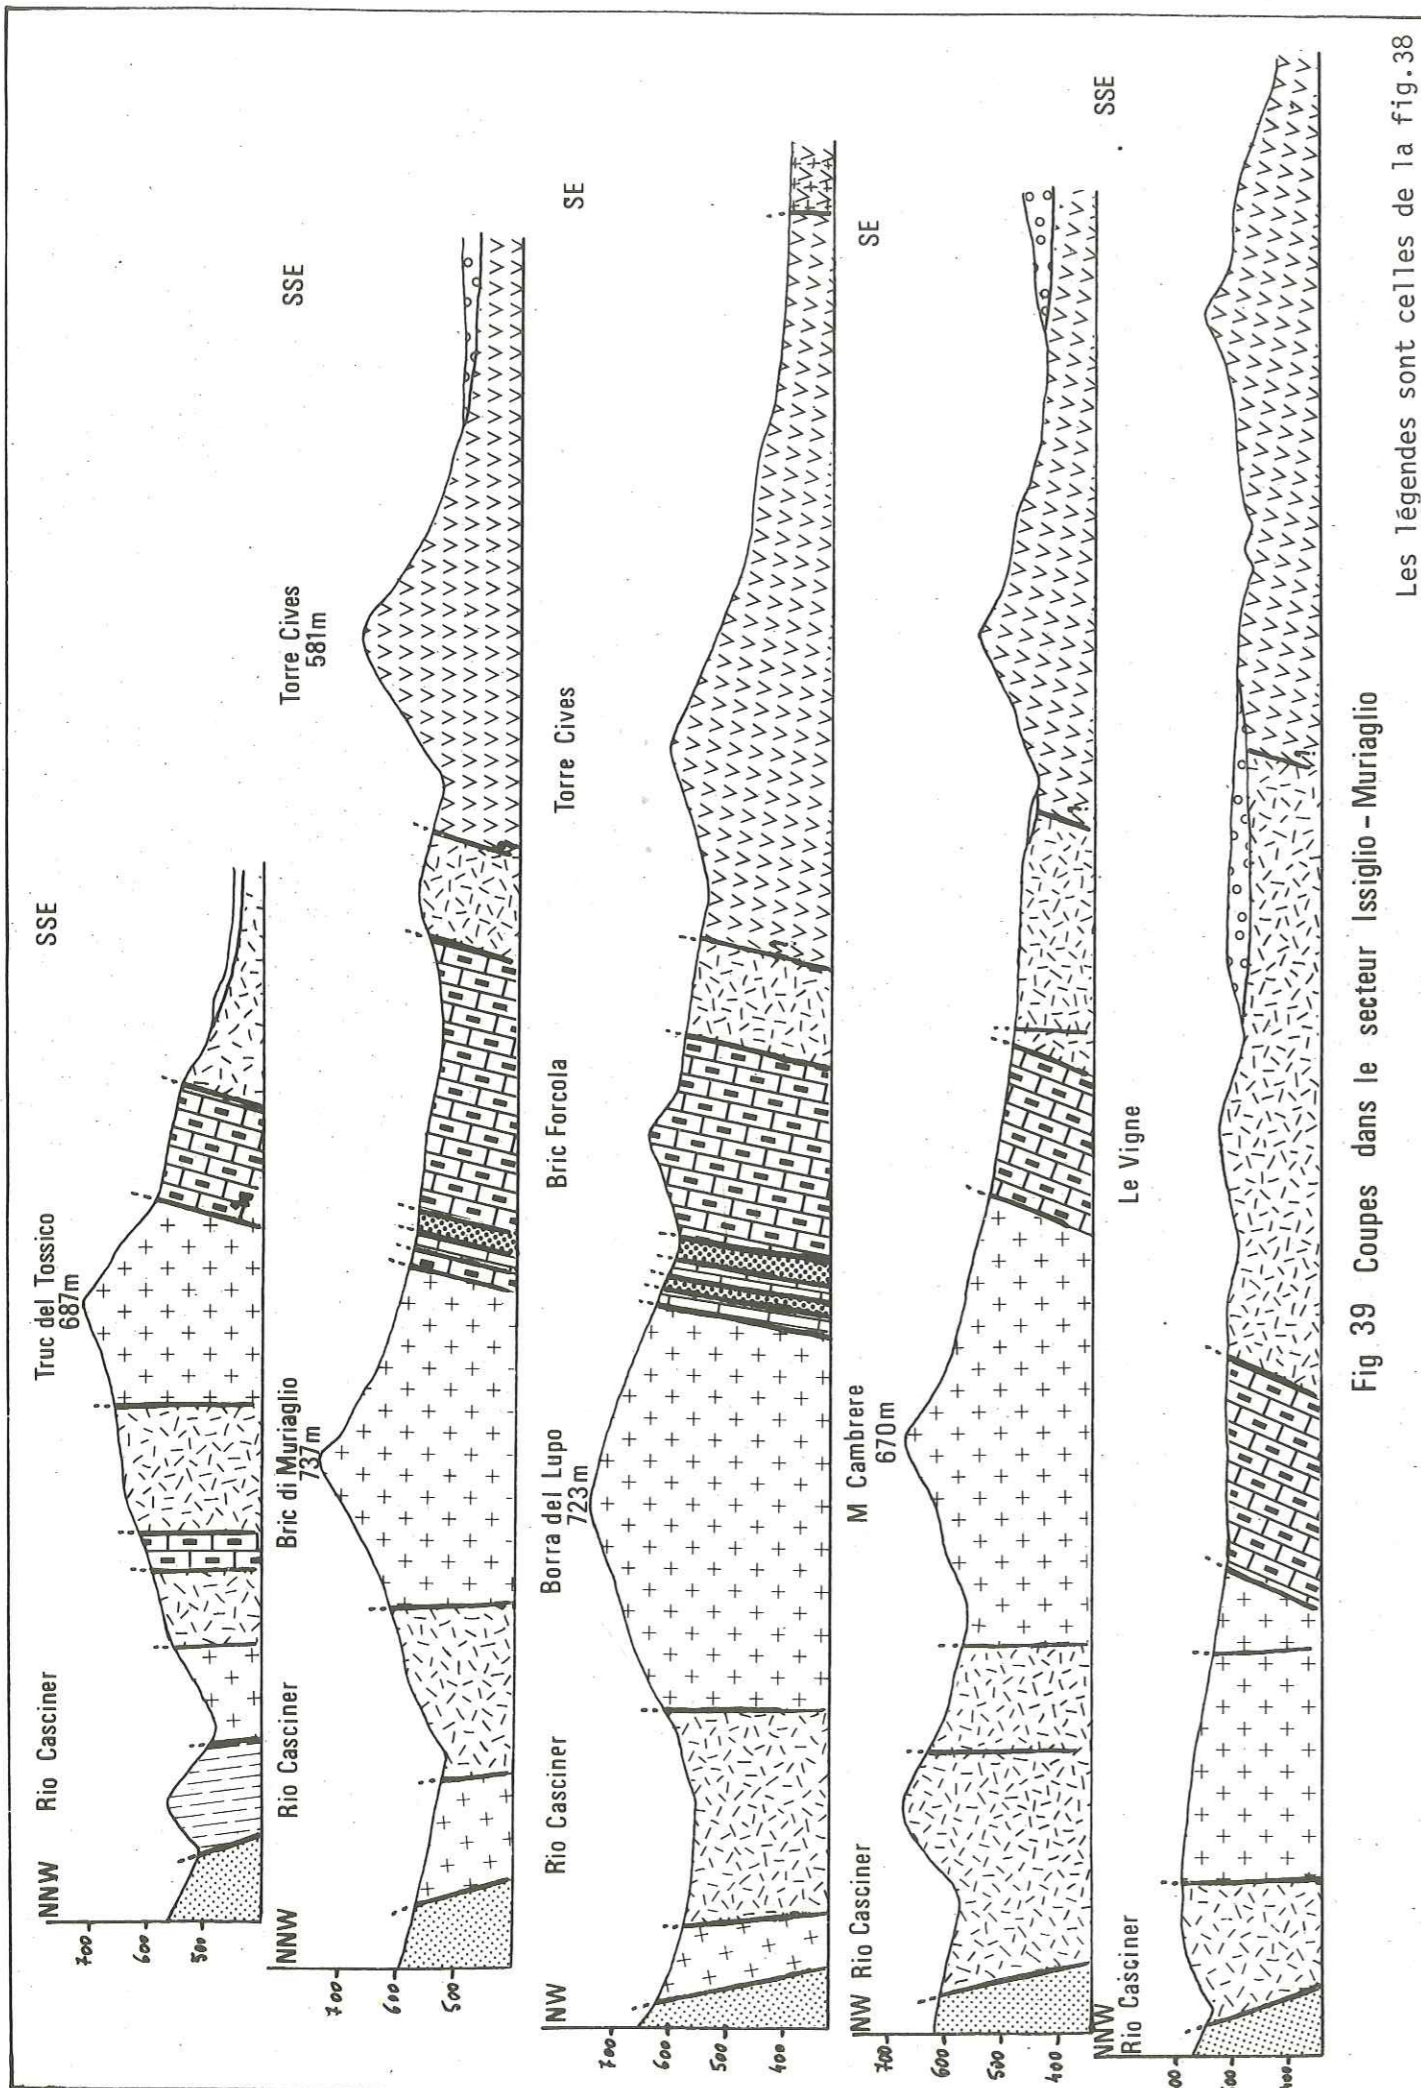 NNW
Rio Casciner
Truc del Tossico
687m
SSE
700
600
500
NNW
Rio Casciner
Bric di Muriaglio
737m
Torre Cives
581m
SSE
700
600
500
NW
Rio Casciner
Borra del Lupo
723m
Bric Forcola
Torre Cives
SE
700
600
500
400
NW Rio Casciner
M Cambrere
670m
SE
700
600
500
400
NNW
Rio Casciner
Le Vigne
SSE
Fig 39 Coupes dans le secteur Issiglio-Muriaglio
Les légendes sont celles de la fig.38